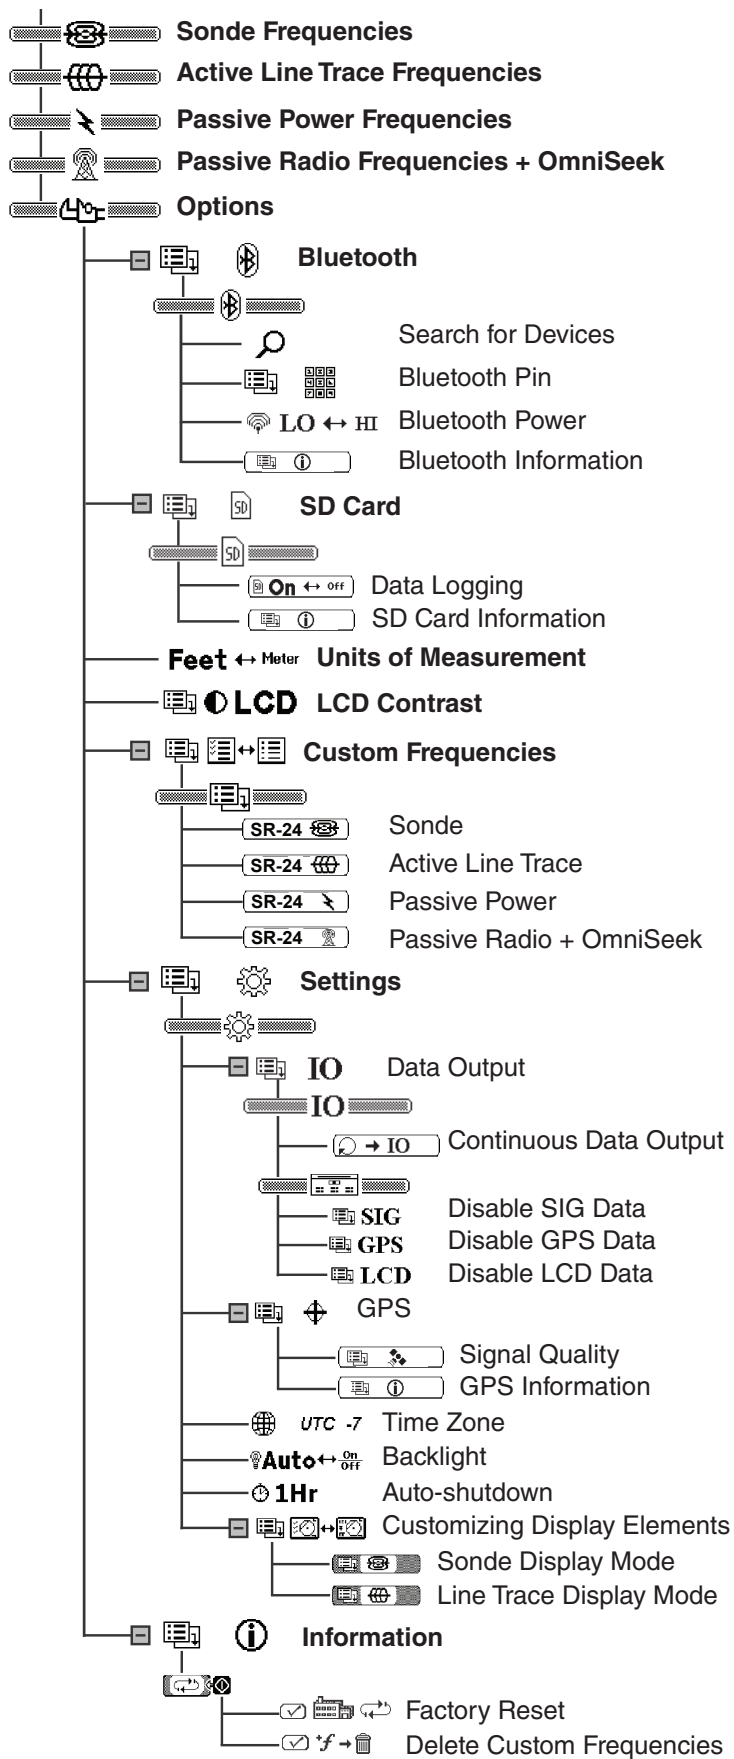 Sonde Frequencies
Active Line Trace Frequencies
Passive Power Frequencies
Passive Radio Frequencies + OmniSeek
Options
Bluetooth
Search for Devices
Bluetooth Pin
LO ↔ HI Bluetooth Power
Bluetooth Information
SD SD Card
SD
SD On ↔ Off Data Logging
SD Card Information
Feet ↔ Meter Units of Measurement
LCD LCD Contrast
Custom Frequencies
SR-24 Sonde
SR-24 Active Line Trace
SR-24 Passive Power
SR-24 Passive Radio + OmniSeek
Settings
IO Data Output
IO
→ IO Continuous Data Output
SIG Disable SIG Data
GPS Disable GPS Data
LCD Disable LCD Data
GPS
Signal Quality
GPS Information
UTC -7 Time Zone
Auto ↔ On Off Backlight
1Hr Auto-shutdown
Customizing Display Elements
Sonde Display Mode
Line Trace Display Mode
Information
Factory Reset
+f → Delete Custom Frequencies